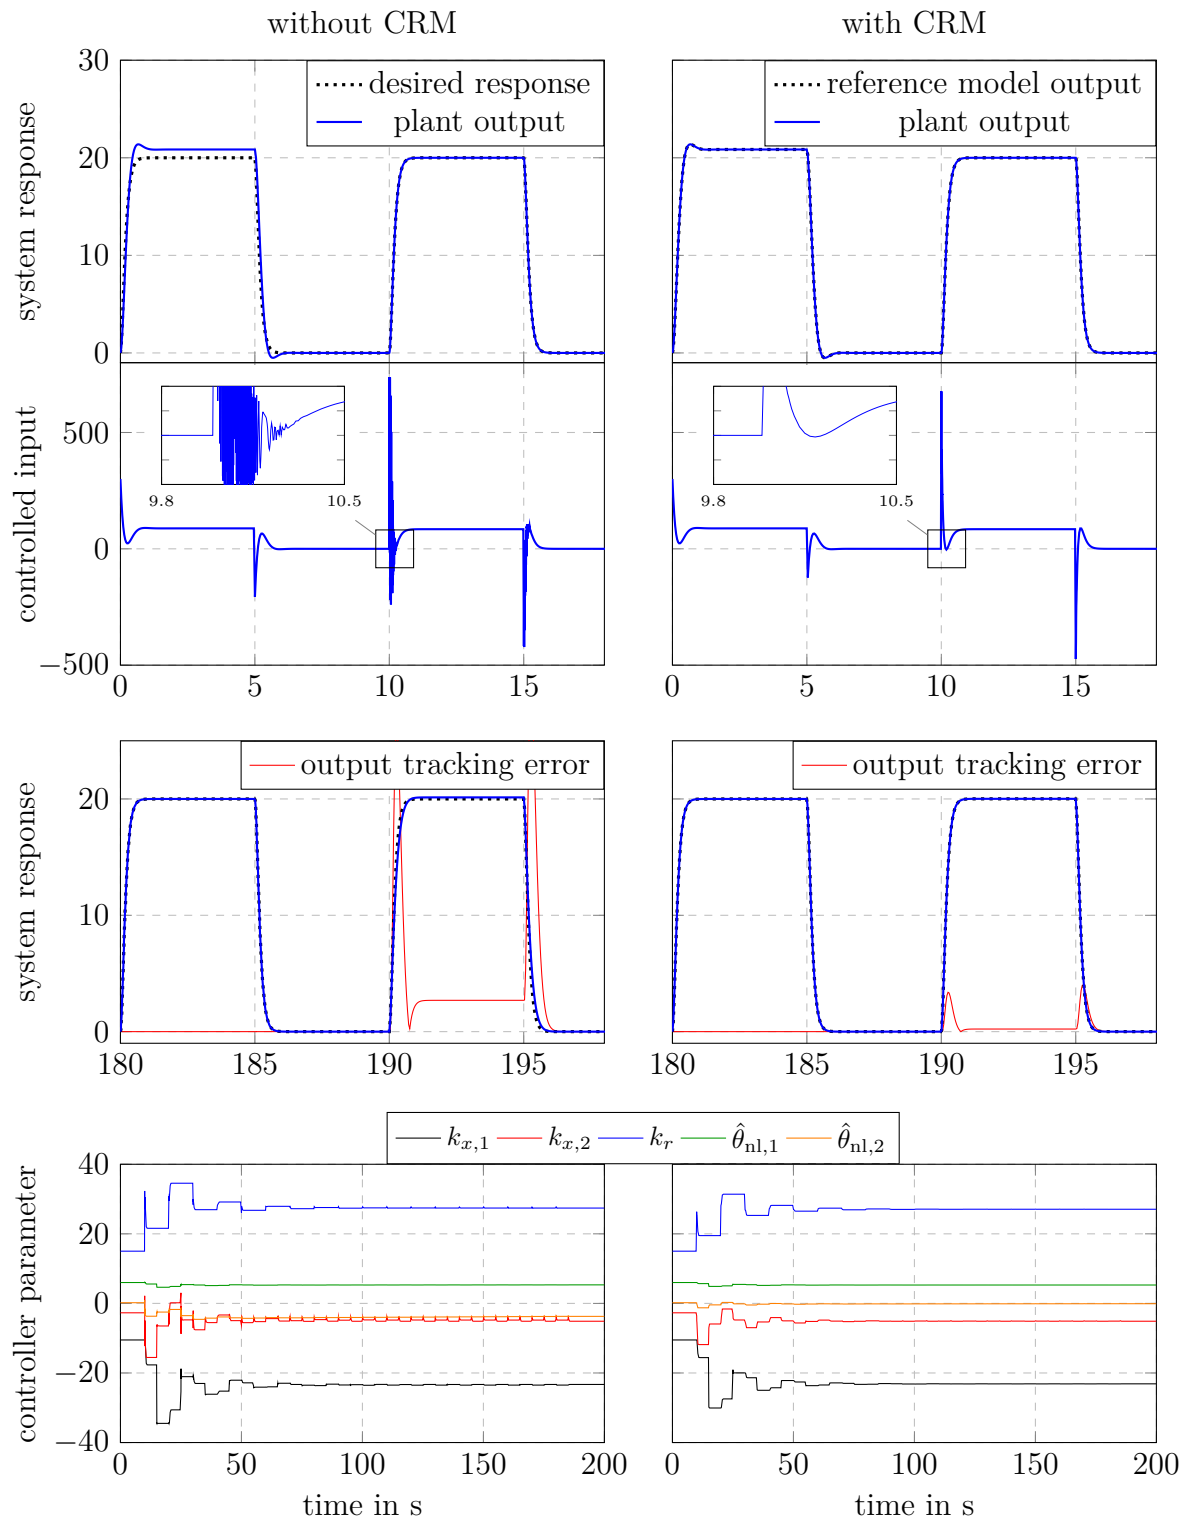 without CRM
with CRM
system response
30
20
10
0
desired response
plant output
reference model output
plant output
controlled input
500
0
−500
9.8
10.5
9.8
10.5
0
5
10
15
0
5
10
15
system response
20
10
0
output tracking error
output tracking error
180
185
190
195
180
185
190
195
k_{x,1}
k_{x,2}
k_r
θ̂_{nl,1}
θ̂_{nl,2}
controller parameter
40
20
0
−20
−40
0
50
100
150
200
0
50
100
150
200
time in s
time in s